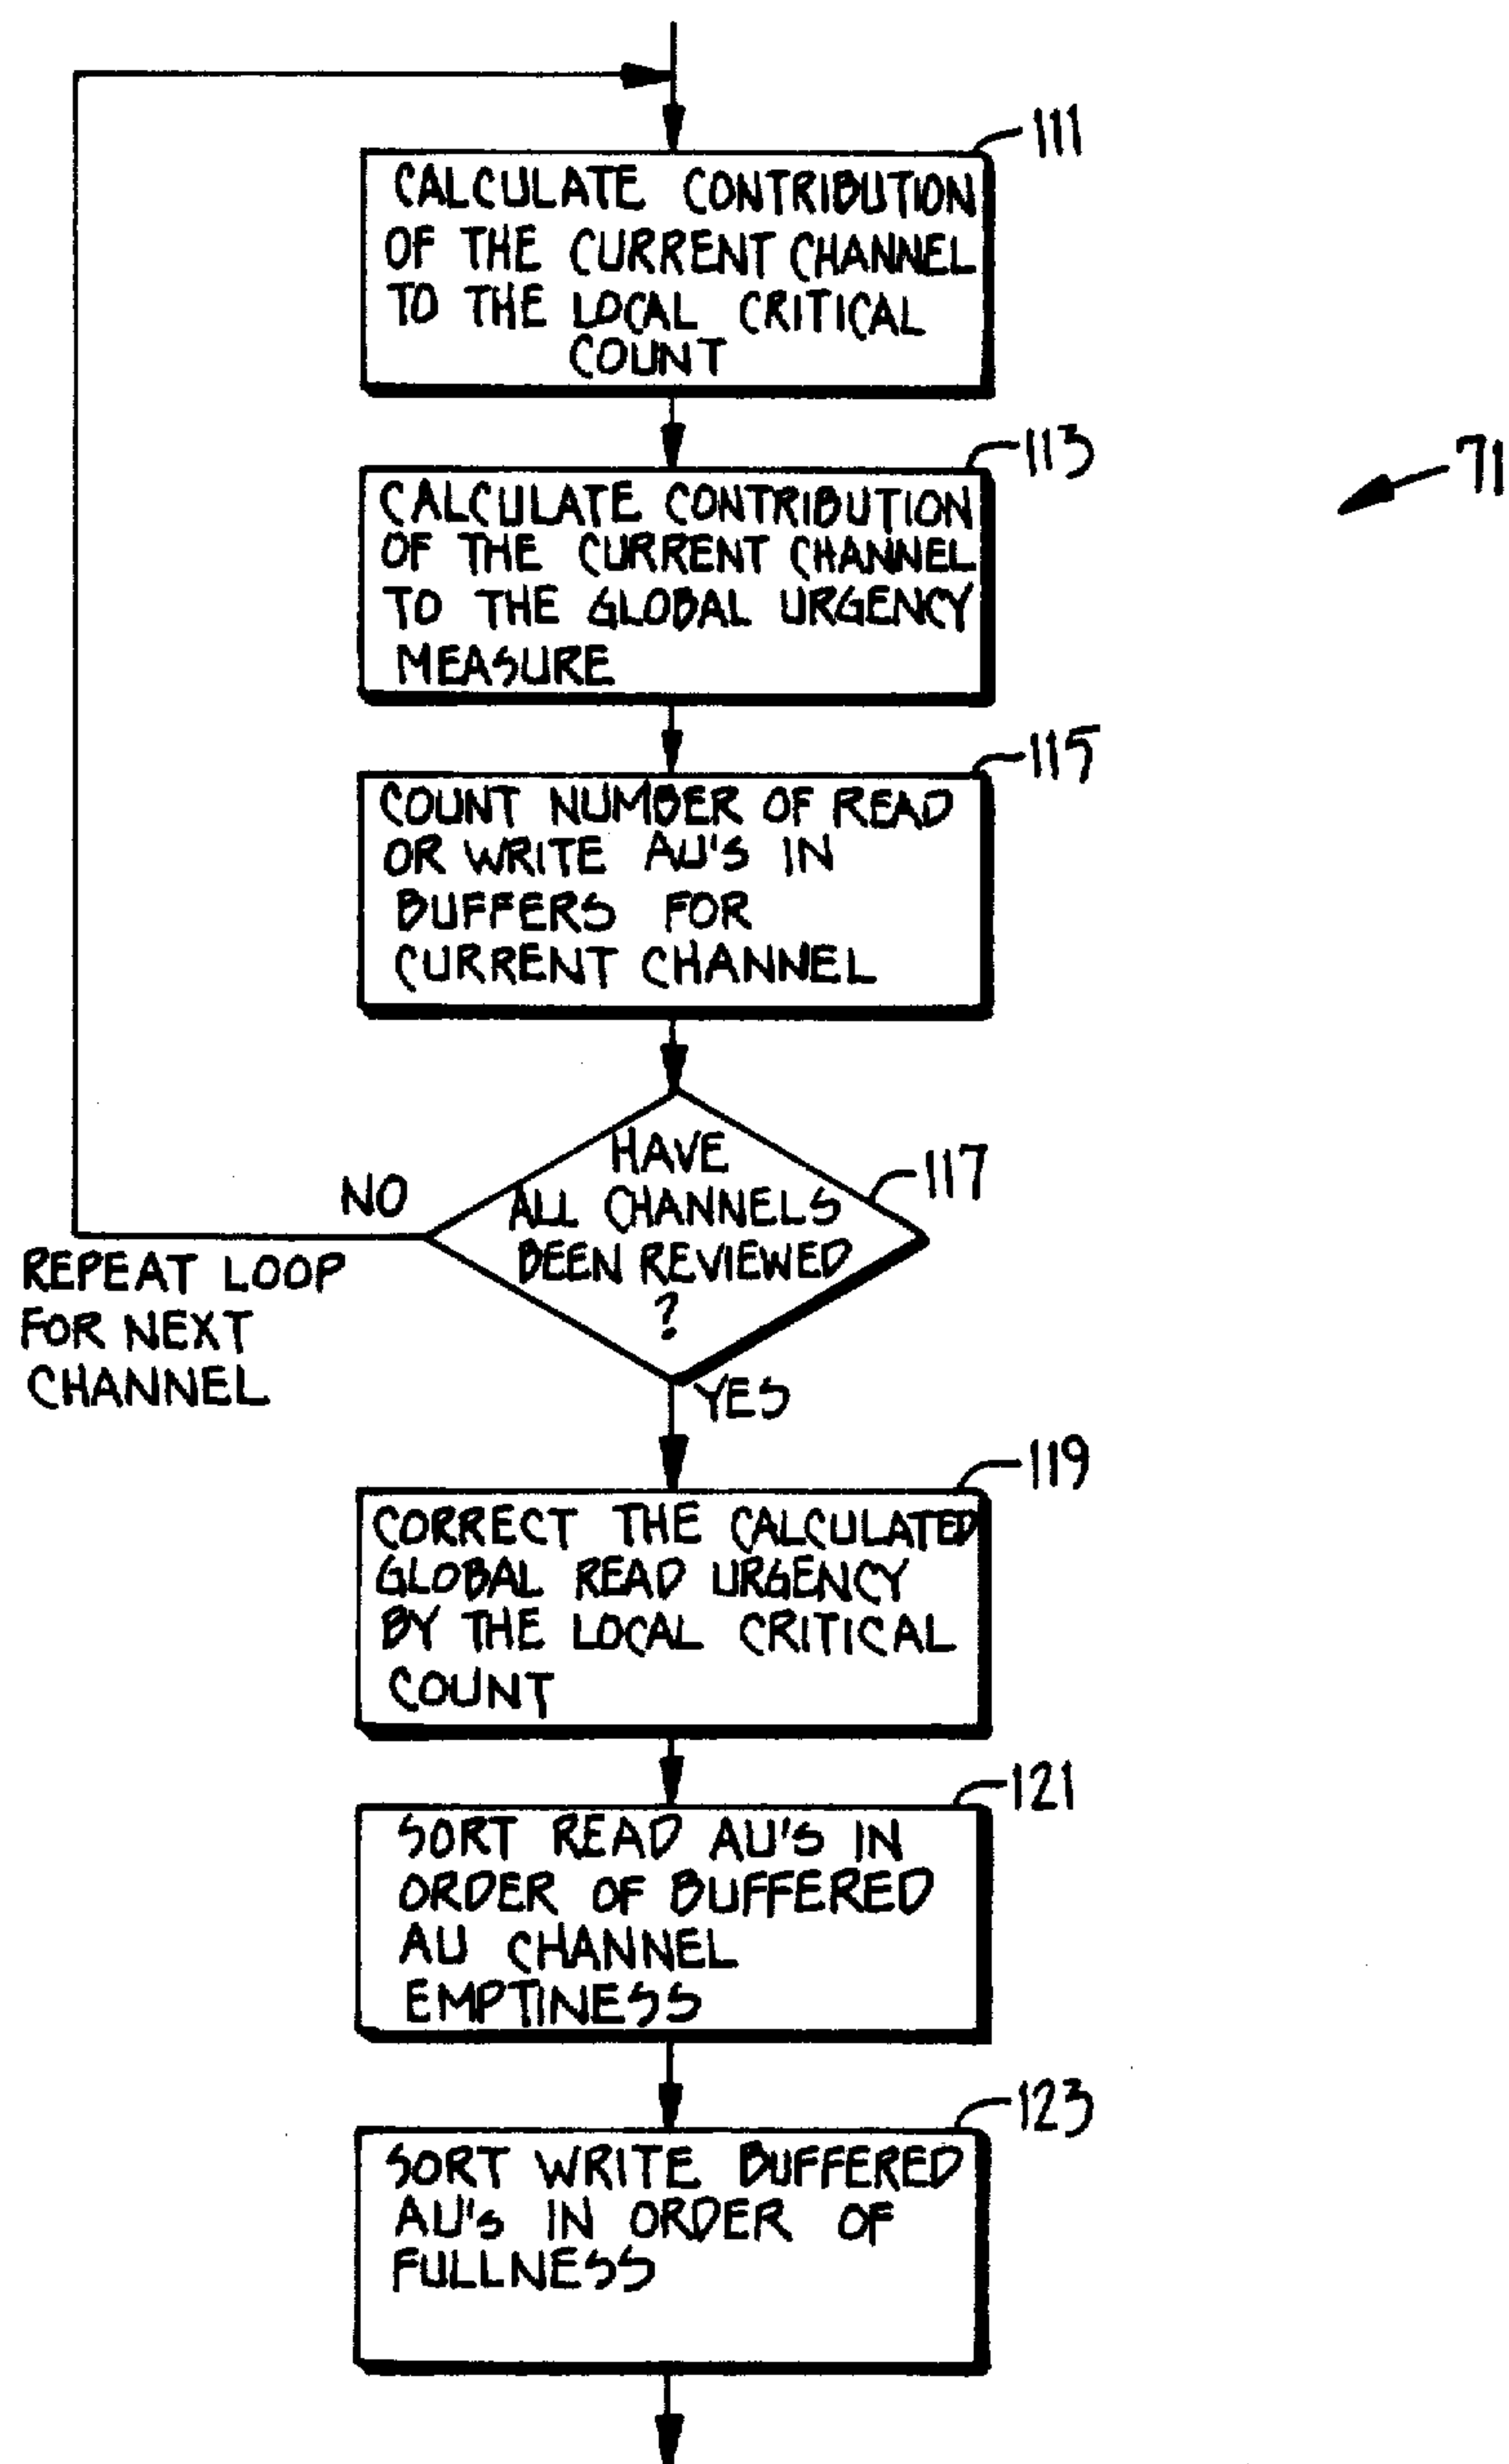 111
CALCULATE CONTRIBUTION
OF THE CURRENT CHANNEL
TO THE LOCAL CRITICAL
COUNT
113
71
CALCULATE CONTRIBUTION
OF THE CURRENT CHANNEL
TO THE GLOBAL URGENCY
MEASURE
115
COUNT NUMBER OF READ
OR WRITE AU'S IN
BUFFERS FOR
CURRENT CHANNEL
117
HAVE
ALL CHANNELS
BEEN REVIEWED
?
NO
REPEAT LOOP
FOR NEXT
CHANNEL
YES
119
CORRECT THE CALCULATED
GLOBAL READ URGENCY
BY THE LOCAL CRITICAL
COUNT
121
SORT READ AU'S IN
ORDER OF BUFFERED
AU CHANNEL
EMPTINESS
123
SORT WRITE BUFFERED
AU's IN ORDER OF
FULLNESS